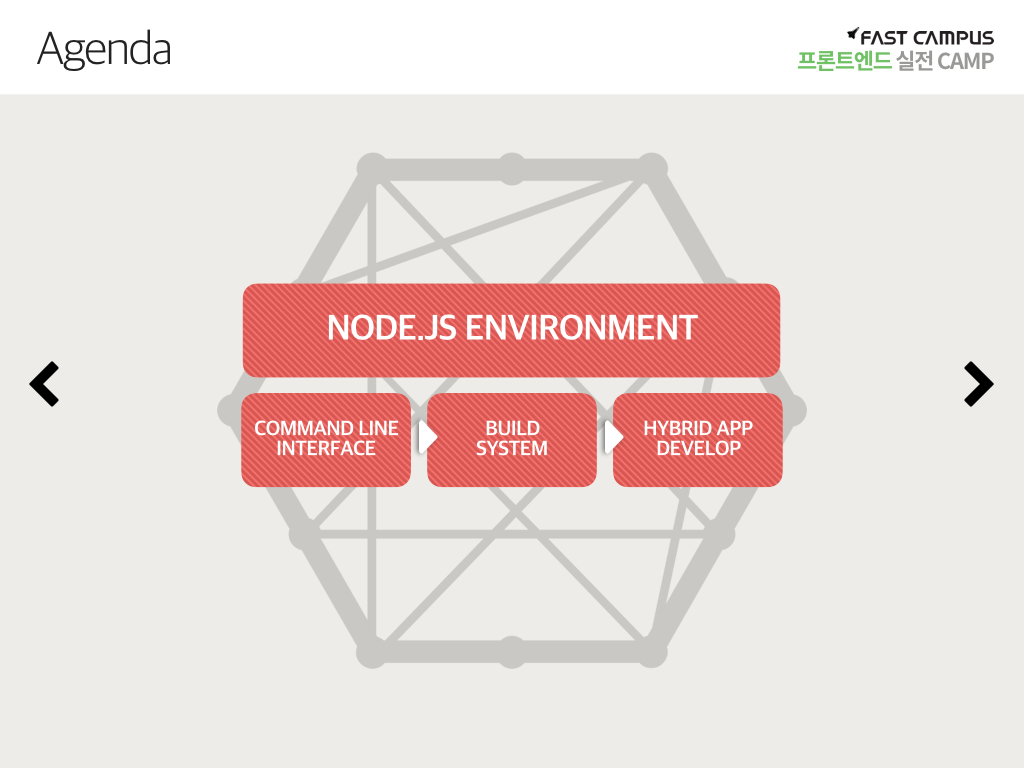 Agenda
FAST CAMPUS
프론트엔드 실전 CAMP
NODE.JS ENVIRONMENT
COMMAND LINE
INTERFACE
BUILD
SYSTEM
HYBRID APP
DEVELOP